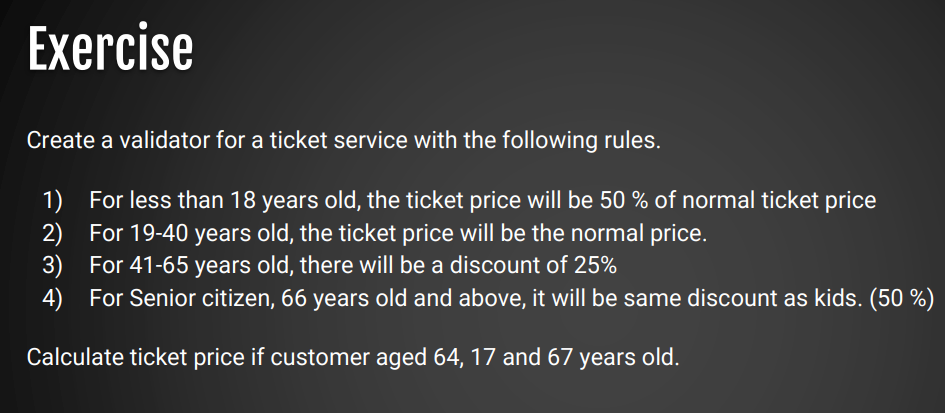 Exercise
Create a validator for a ticket service with the following rules.
1) For less than 18 years old, the ticket price will be 50 % of normal ticket price
2) For 19-40 years old, the ticket price will be the normal price.
3) For 41-65 years old, there will be a discount of 25%
4) For Senior citizen, 66 years old and above, it will be same discount as kids. (50 %)
Calculate ticket price if customer aged 64, 17 and 67 years old.